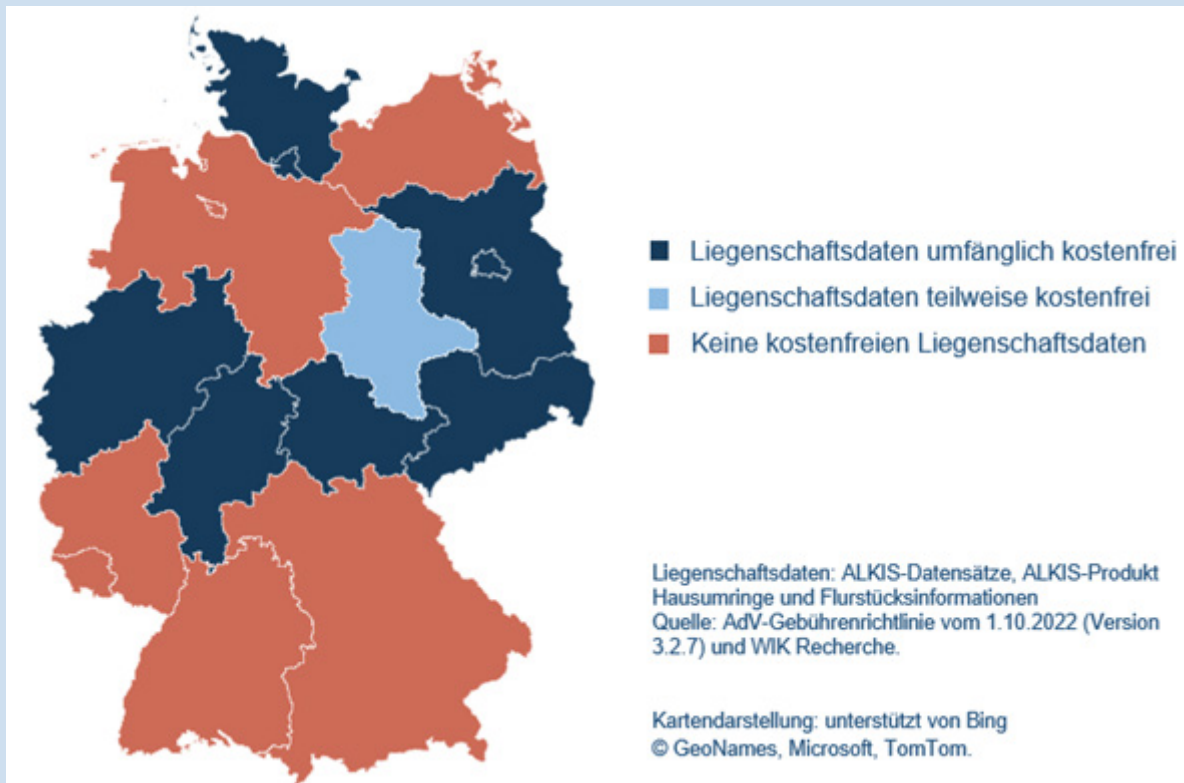 Liegenschaftsdaten umfänglich kostenfrei
Liegenschaftsdaten teilweise kostenfrei
Keine kostenfreien Liegenschaftsdaten
Liegenschaftsdaten: ALKIS-Datensätze, ALKIS-Produkt
Hausumringe und Flurstücksinformationen
Quelle: AdV-Gebührenrichtlinie vom 1.10.2022 (Version
3.2.7) und WIK Recherche.
Kartendarstellung: unterstützt von Bing
© GeoNames, Microsoft, TomTom.